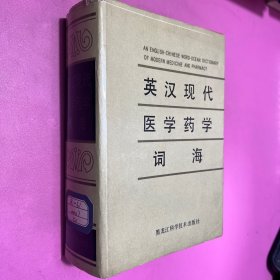 AN ENGLISH-CHINESE WORD-OCEAN DICTIONARY
OF MODERN MEDICINE AND PHARMACY
英汉现代
医学药学
词海
黑龙江科学技术出版社